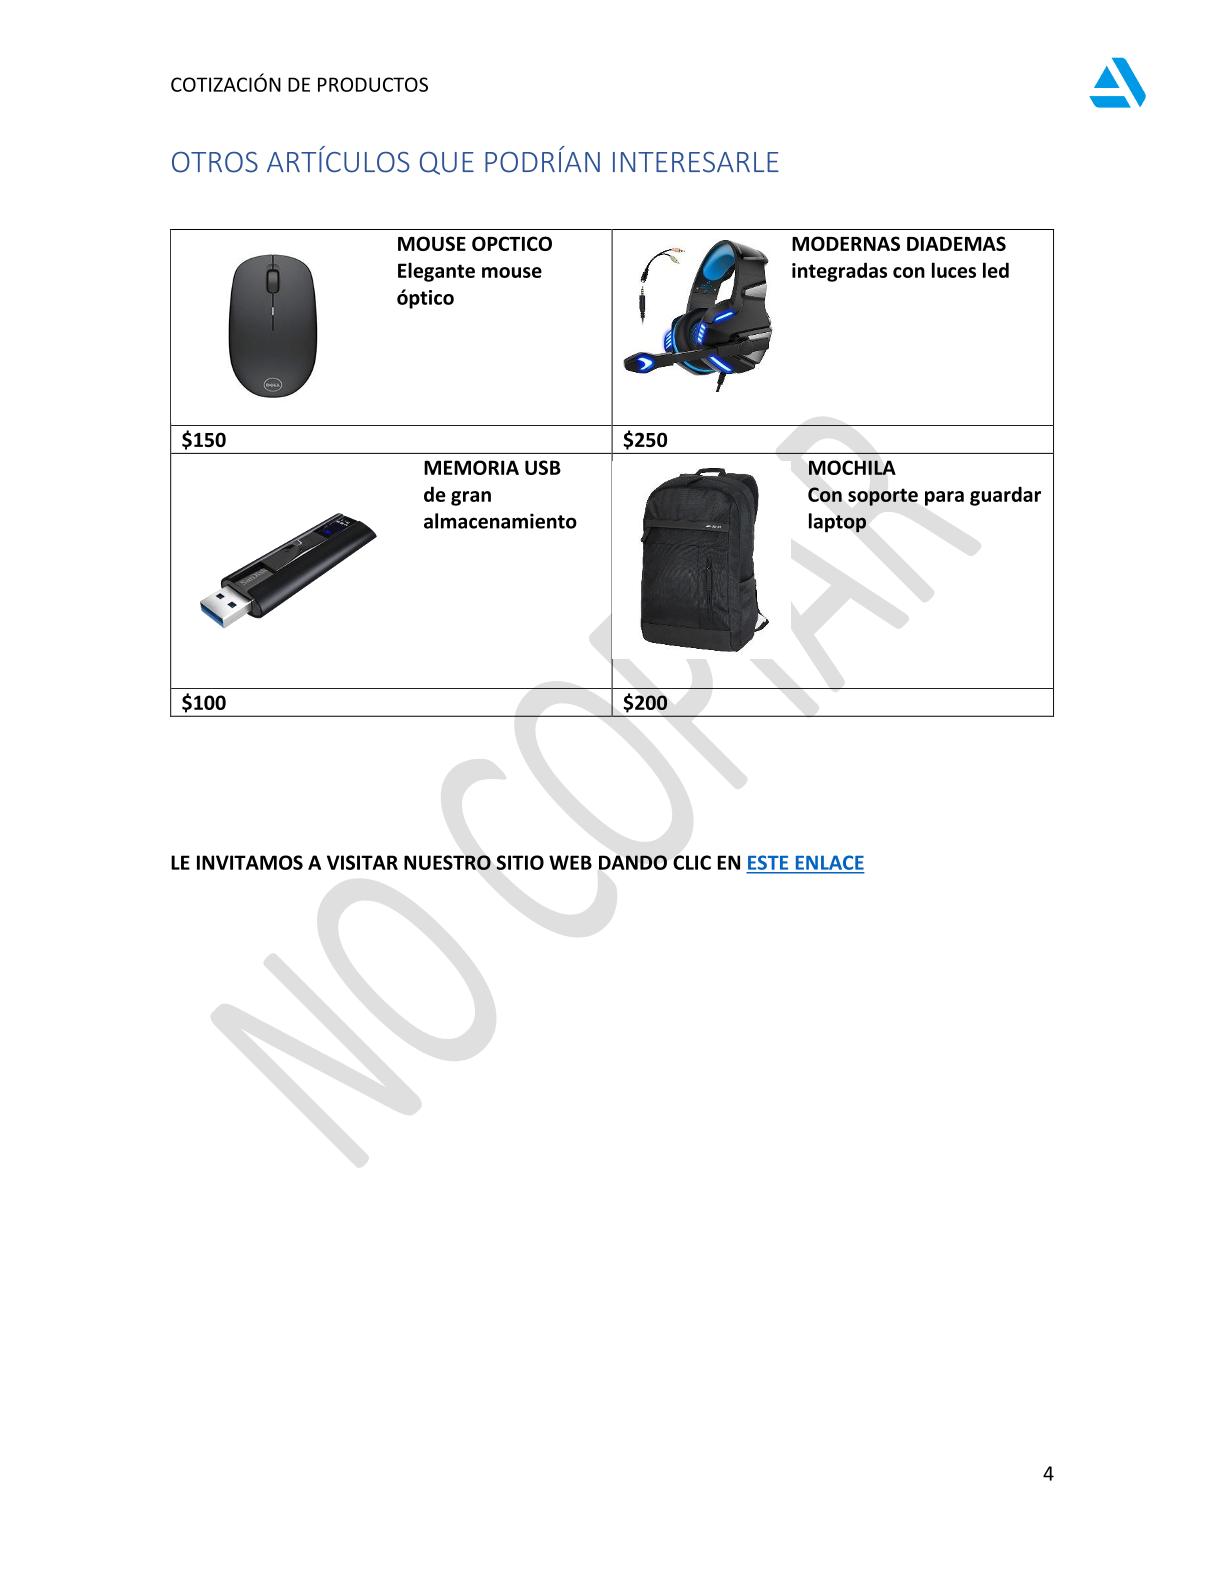 COTIZACIÓN DE PRODUCTOS
OTROS ARTÍCULOS QUE PODRÍAN INTERESARLE
MOUSE OPCTICO
Elegante mouse
óptico
DELL
MODERNAS DIADEMAS
integradas con luces led
$150
$250
MEMORIA USB
de gran
almacenamiento
SanDisk
MOCHILA
Con soporte para guardar
laptop
$100
$200
NO COPIAR
LE INVITAMOS A VISITAR NUESTRO SITIO WEB DANDO CLIC EN ESTE ENLACE
4